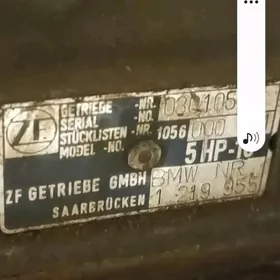 ZF
GETRIEBE -NR. 030105
SERIAL -NO.
STÜCKLISTEN -NR. 1056 000
MODEL -NO.
5 HP-
ZF GETRIEBE GMBH BMW NR.
SAARBRÜCKEN 1 219 955